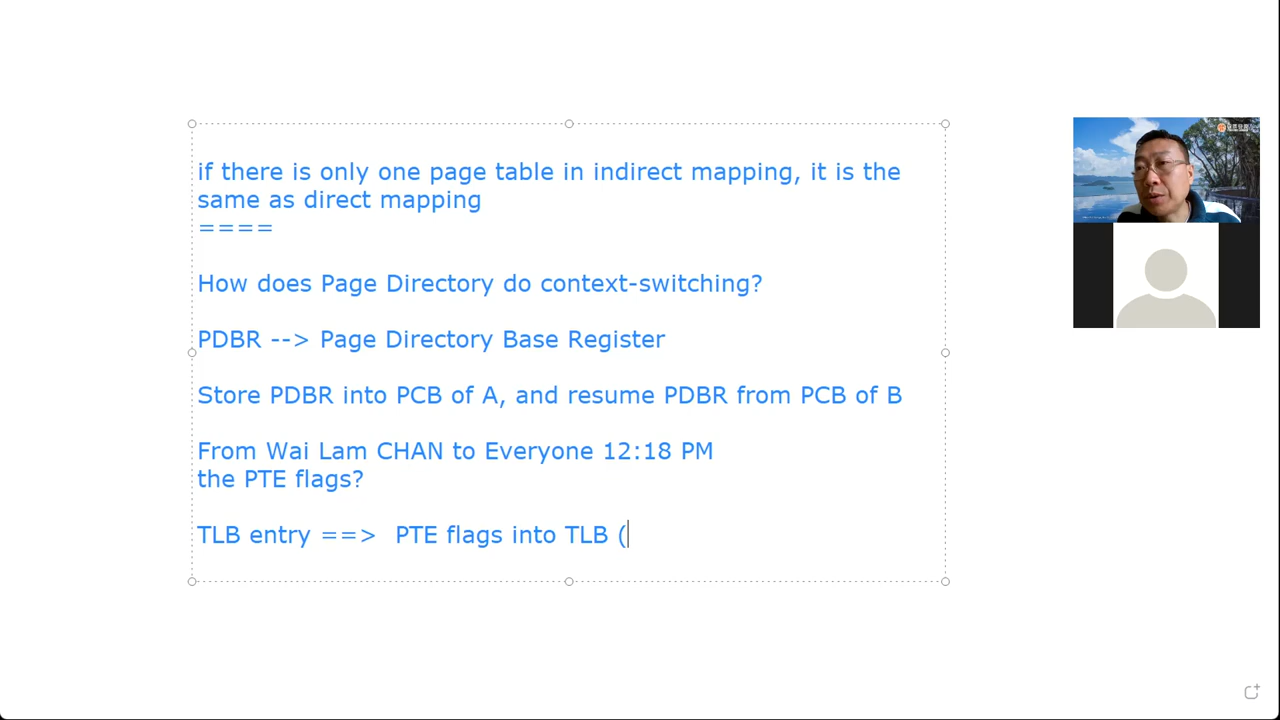 if there is only one page table in indirect mapping, it is the
same as direct mapping
====
How does Page Directory do context-switching?
PDBR --> Page Directory Base Register
Store PDBR into PCB of A, and resume PDBR from PCB of B
From Wai Lam CHAN to Everyone 12:18 PM
the PTE flags?
TLB entry ==>  PTE flags into TLB (